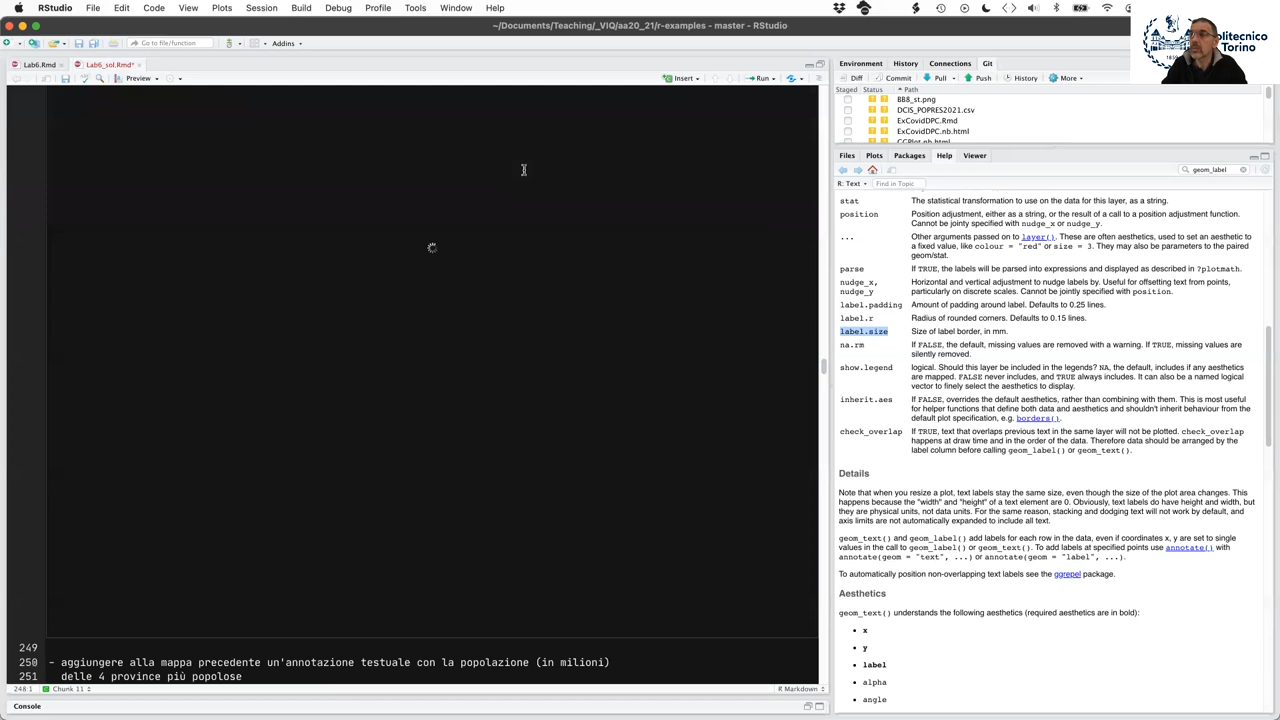 RStudio File Edit Code View Plots Session Build Debug Profile Tools Window Help
~/Documents/Teaching/_VIQ/aa20_21/r-examples - master - RStudio
Go to file/function Addins
Lab6.Rmd Lab6_sol.Rmd*
Preview Insert Run
249
250 - aggiungere alla mappa precedente un'annotazione testuale con la popolazione (in milioni)
251 delle 4 province più popolose
248:1 Chunk 11 R Markdown
Console
Environment History Connections Git
Diff Commit Pull Push History More
Staged Status Path
BB8_st.png
DCIS_POPRES2021.csv
ExCovidDPC.Rmd
ExCovidDPC.nb.html
GGPlot.nb.html
Politecnico
Torino
Files Plots Packages Help Viewer
geom_label
R: Text Find in Topic
stat The statistical transformation to use on the data for this layer, as a string.
position Position adjustment, either as a string, or the result of a call to a position adjustment function.
Cannot be jointy specified with nudge_x or nudge_y.
... Other arguments passed on to layer(). These are often aesthetics, used to set an aesthetic to
a fixed value, like colour = "red" or size = 3. They may also be parameters to the paired
geom/stat.
parse If TRUE, the labels will be parsed into expressions and displayed as described in ?plotmath.
nudge_x, Horizontal and vertical adjustment to nudge labels by. Useful for offsetting text from points,
nudge_y particularly on discrete scales. Cannot be jointly specified with position.
label.padding Amount of padding around label. Defaults to 0.25 lines.
label.r Radius of rounded corners. Defaults to 0.15 lines.
label.size Size of label border, in mm.
na.rm If FALSE, the default, missing values are removed with a warning. If TRUE, missing values are
silently removed.
show.legend logical. Should this layer be included in the legends? NA, the default, includes if any aesthetics
are mapped. FALSE never includes, and TRUE always includes. It can also be a named logical
vector to finely select the aesthetics to display.
inherit.aes If FALSE, overrides the default aesthetics, rather than combining with them. This is most useful
for helper functions that define both data and aesthetics and shouldn't inherit behaviour from the
default plot specification, e.g. borders().
check_overlap If TRUE, text that overlaps previous text in the same layer will not be plotted. check_overlap
happens at draw time and in the order of the data. Therefore data should be arranged by the
label column before calling geom_label() or geom_text().
Details
Note that when you resize a plot, text labels stay the same size, even though the size of the plot area changes. This
happens because the "width" and "height" of a text element are 0. Obviously, text labels do have height and width, but
they are physical units, not data units. For the same reason, stacking and dodging text will not work by default, and
axis limits are not automatically expanded to include all text.
geom_text() and geom_label() add labels for each row in the data, even if coordinates x, y are set to single
values in the call to geom_label() or geom_text(). To add labels at specified points use annotate() with
annotate(geom = "text", ...) or annotate(geom = "label", ...).
To automatically position non-overlapping text labels see the ggrepel package.
Aesthetics
geom_text() understands the following aesthetics (required aesthetics are in bold):
• x
• y
• label
• alpha
• angle